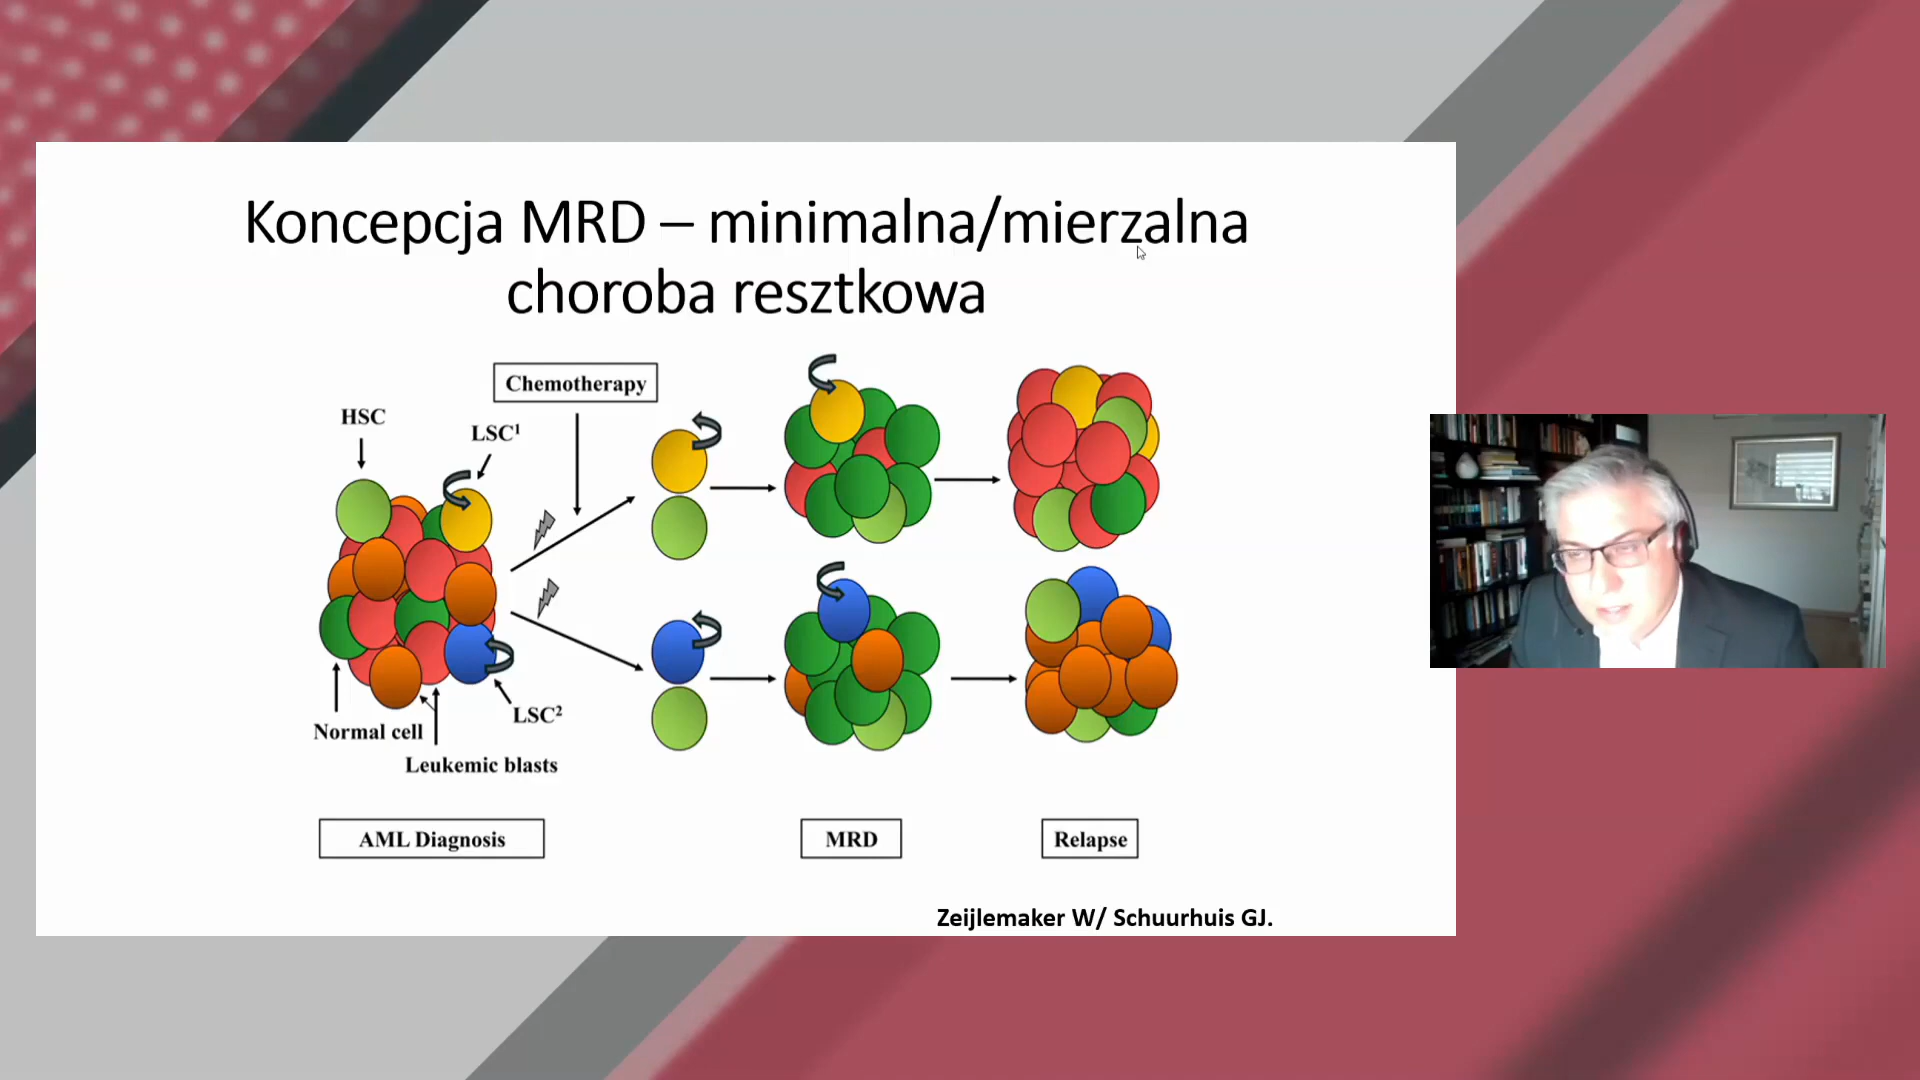 Koncepcja MRD – minimalna/mierzalna
choroba resztkowa
Chemotherapy
HSC
LSC¹
LSC²
Normal cell
Leukemic blasts
AML Diagnosis
MRD
Relapse
Zeijlemaker W/ Schuurhuis GJ.